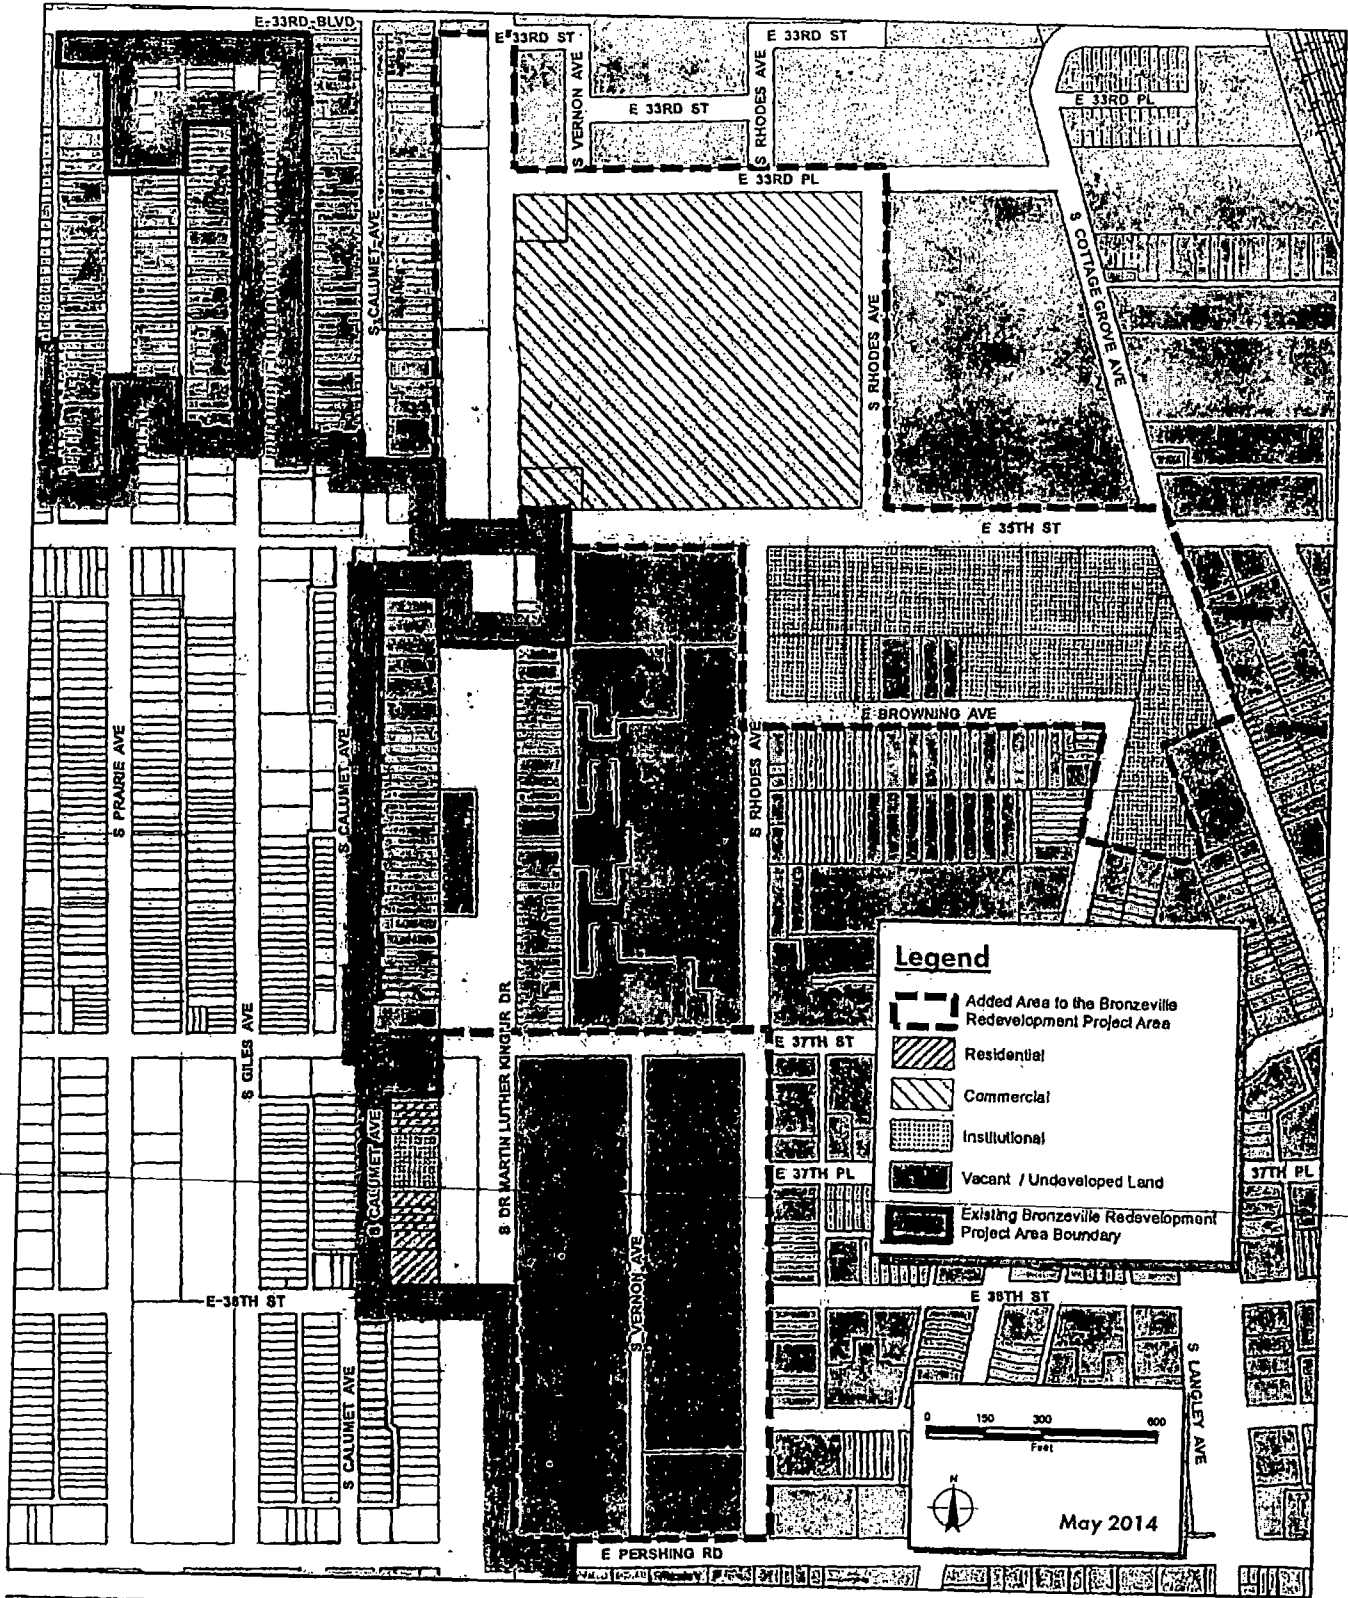 E 33RD BLVD
E 33RD ST
E 33RD ST
S VERNON AVE
S RHODES AVE
E 33RD ST
E 33RD PL
E 33RD PL
S CALUMET AVE
S COTTAGE GROVE AVE
S RHODES AVE
E 35TH ST
E BROWNING AVE
S PRAIRIE AVE
S CALUMET AVE
S RHODES AVE
S GILES AVE
S DR MARTIN LUTHER KING JR DR
E 37TH ST
S CALUMET AVE
E 37TH PL
37TH PL
S VERNON AVE
E 38TH ST
E 38TH ST
S CALUMET AVE
S LANGLEY AVE
E PERSHING RD
Legend
Added Area to the Bronzeville
Redevelopment Project Area
Residential
Commercial
Institutional
Vacant / Undeveloped Land
Existing Bronzeville Redevelopment
Project Area Boundary
0 150 300 600
Feet
N
May 2014